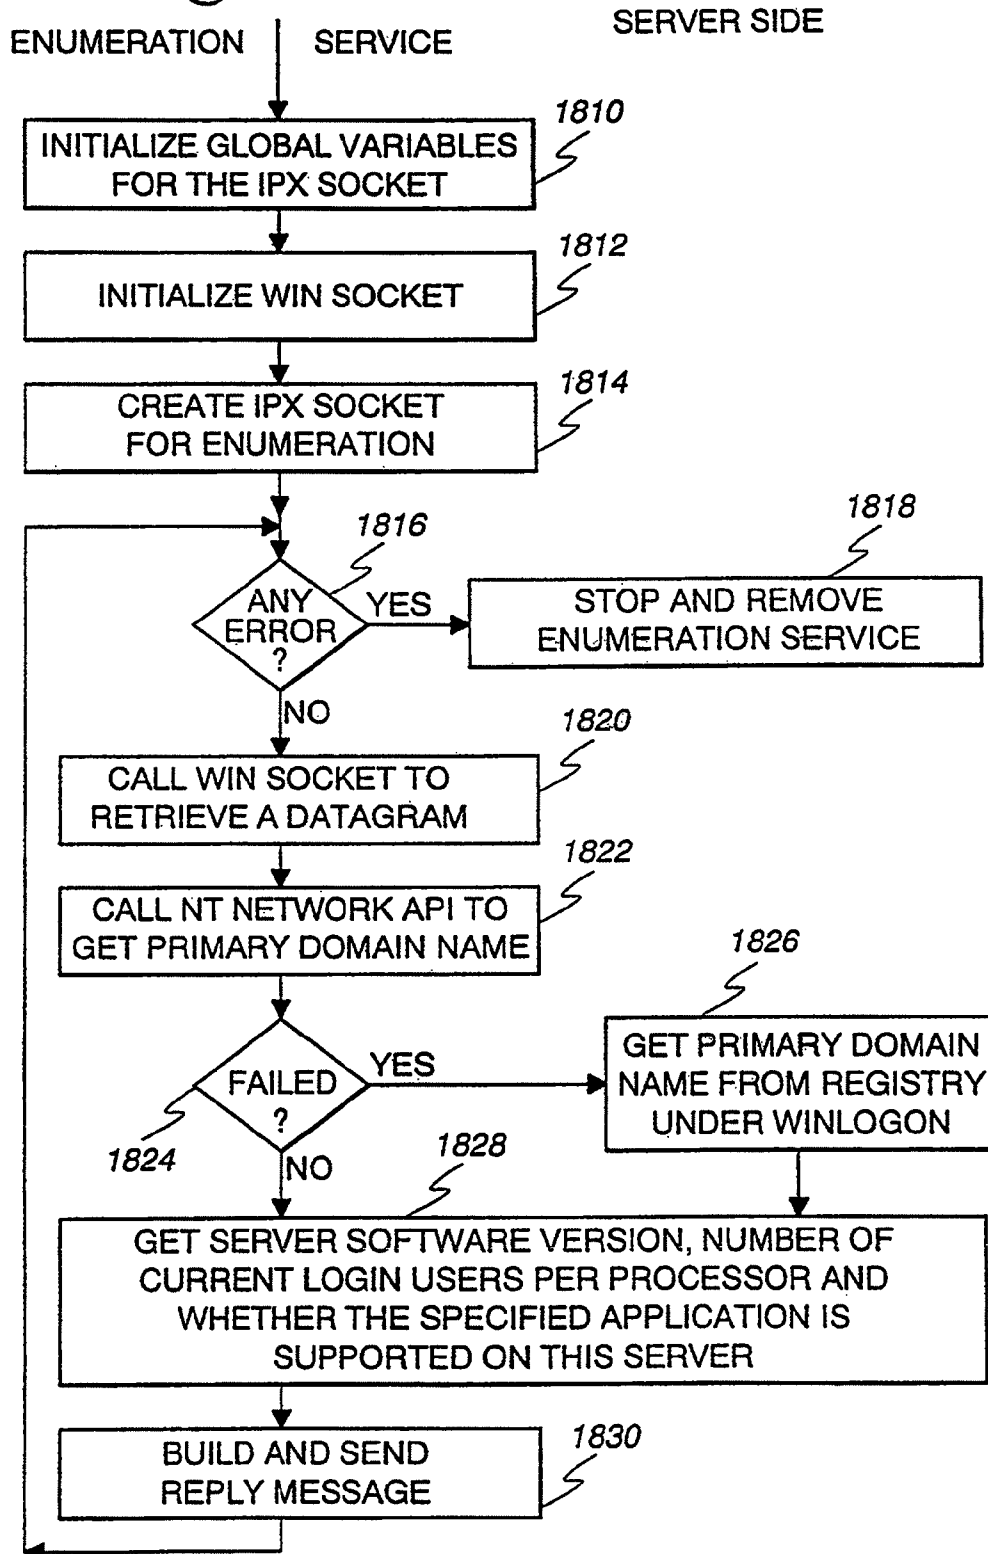 SERVER SIDE
ENUMERATION SERVICE
1810
INITIALIZE GLOBAL VARIABLES
FOR THE IPX SOCKET
1812
INITIALIZE WIN SOCKET
1814
CREATE IPX SOCKET
FOR ENUMERATION
1816
1818
ANY
ERROR
?
YES
STOP AND REMOVE
ENUMERATION SERVICE
NO
1820
CALL WIN SOCKET TO
RETRIEVE A DATAGRAM
1822
CALL NT NETWORK API TO
GET PRIMARY DOMAIN NAME
1826
FAILED
?
YES
GET PRIMARY DOMAIN
NAME FROM REGISTRY
UNDER WINLOGON
1824
NO
1828
GET SERVER SOFTWARE VERSION, NUMBER OF
CURRENT LOGIN USERS PER PROCESSOR AND
WHETHER THE SPECIFIED APPLICATION IS
SUPPORTED ON THIS SERVER
1830
BUILD AND SEND
REPLY MESSAGE